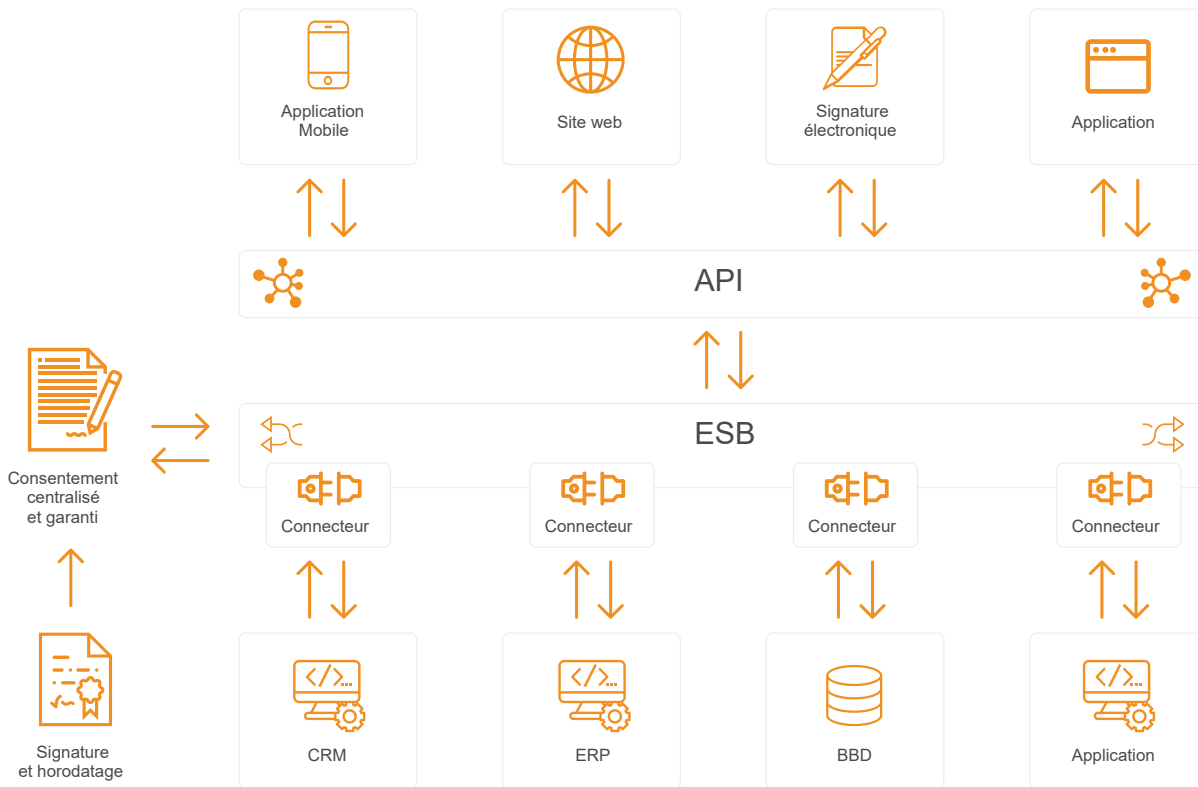 Application
Mobile
Site web
Signature
électronique
Application
API
ESB
Consentement
centralisé
et garanti
Connecteur
Connecteur
Connecteur
Connecteur
Signature
et horodatage
CRM
ERP
BBD
Application